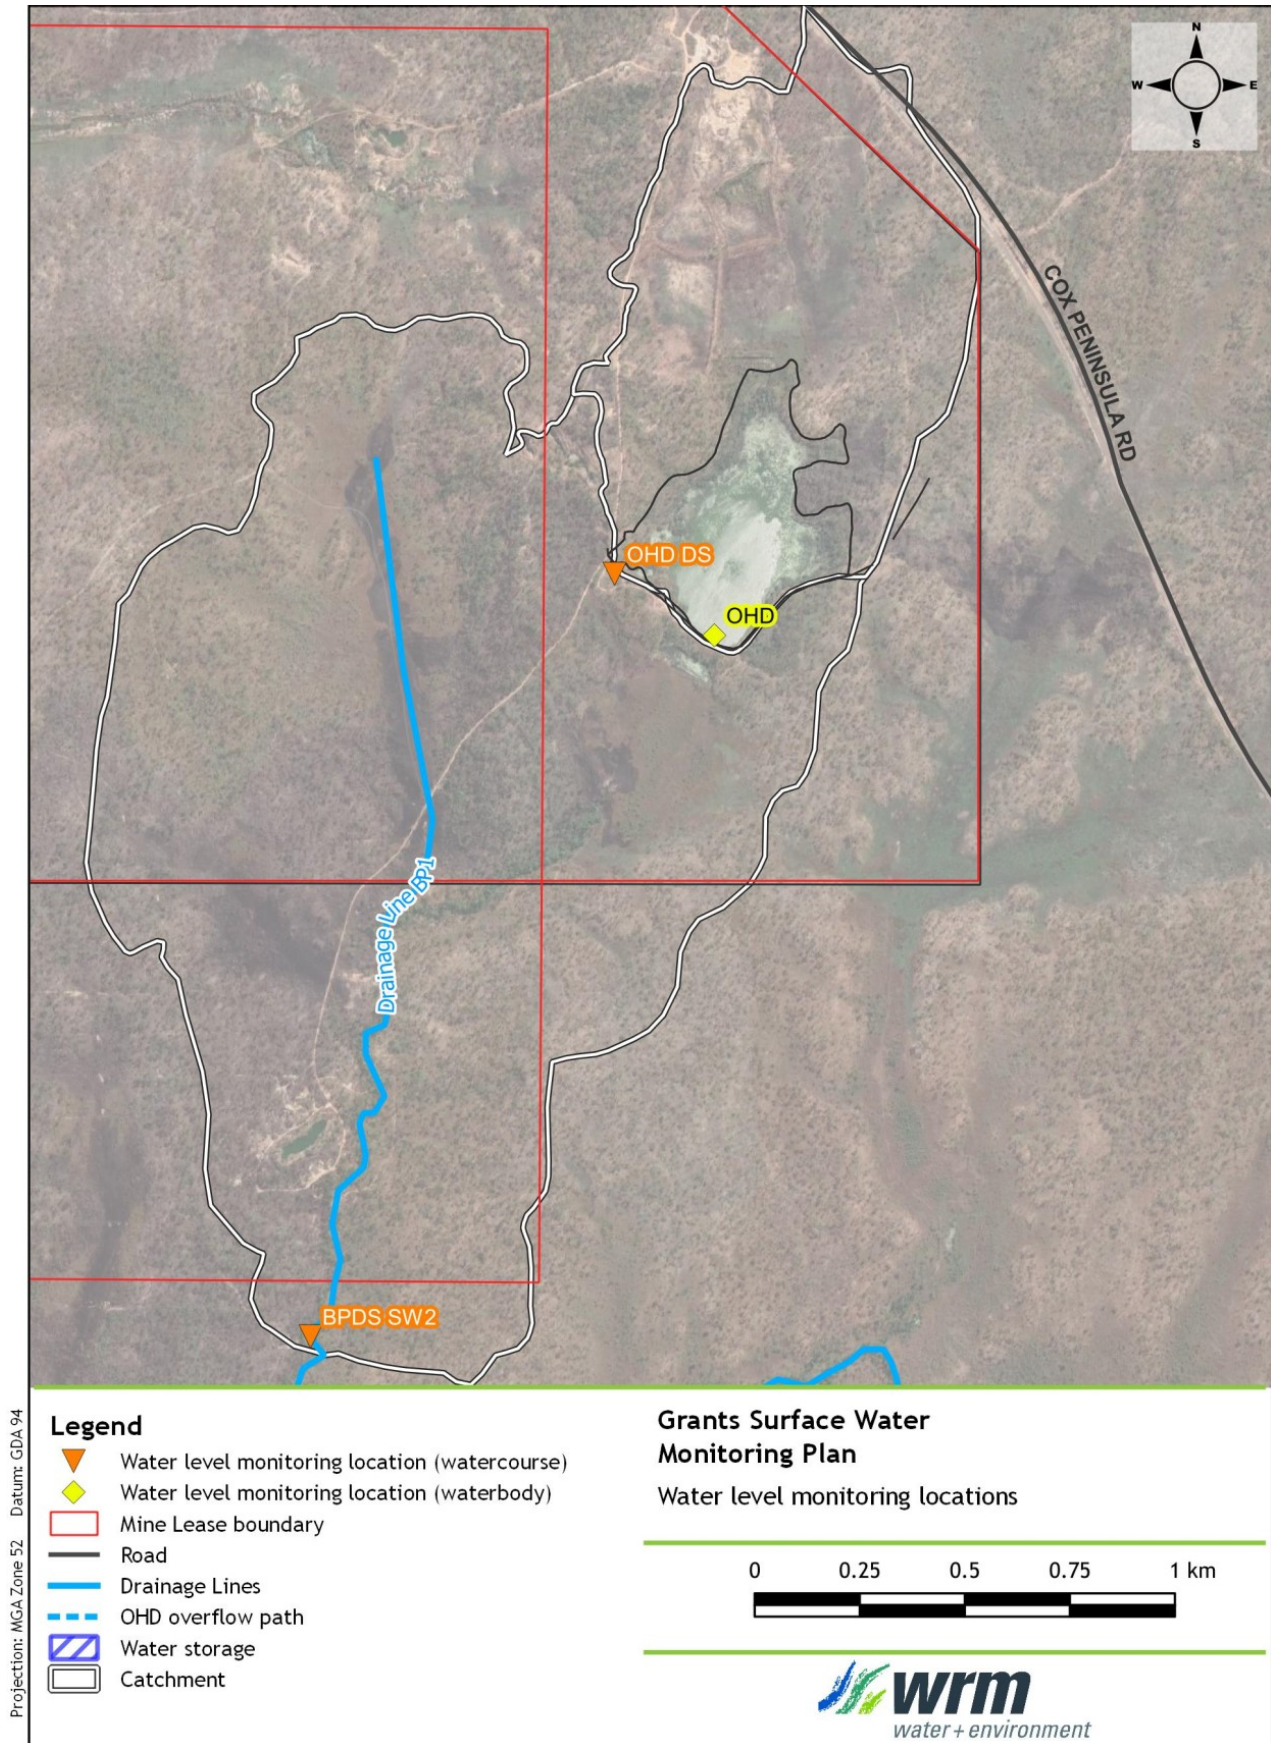 N
W
E
S
COX PENINSULA RD
OHD DS
OHD
Drainage Line BP1
BPDS SW2
Projection: MGA Zone 52 Datum: GDA 94
Legend
Water level monitoring location (watercourse)
Water level monitoring location (waterbody)
Mine Lease boundary
Road
Drainage Lines
OHD overflow path
Water storage
Catchment
Grants Surface Water
Monitoring Plan
Water level monitoring locations
0 0.25 0.5 0.75 1 km
wrm
water + environment